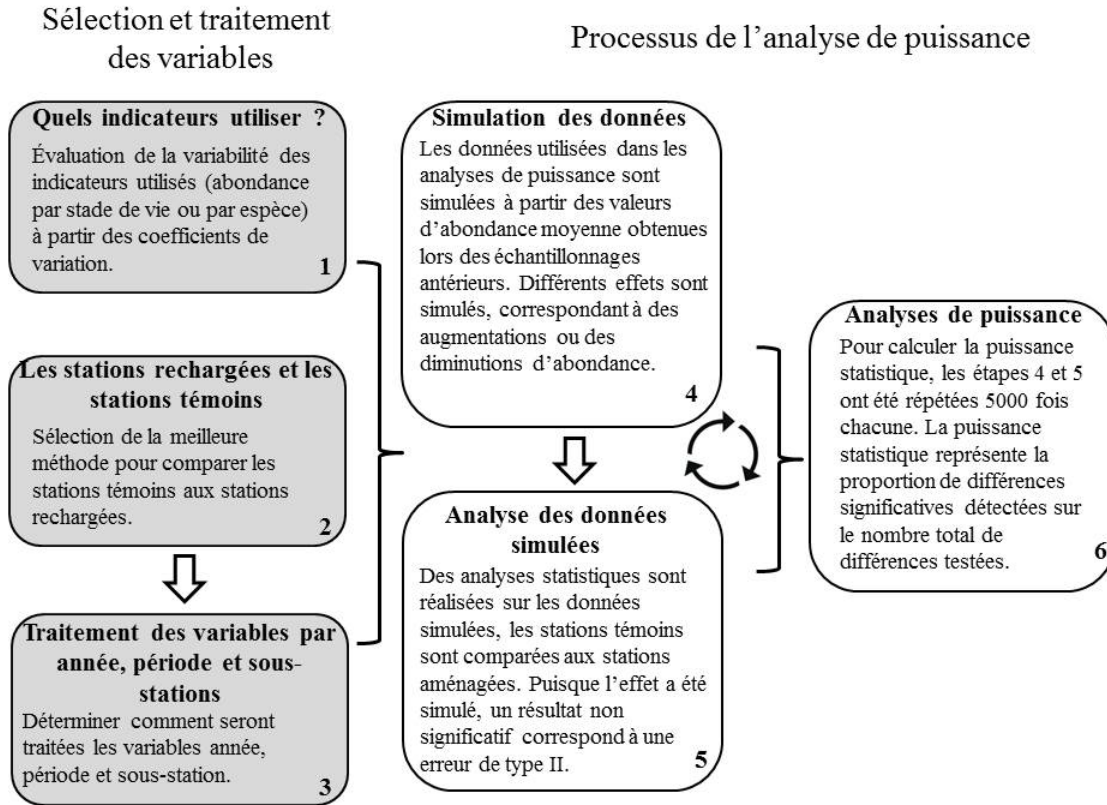 Sélection et traitement
des variables
Processus de l’analyse de puissance
Quels indicateurs utiliser ?
Évaluation de la variabilité des
indicateurs utilisés (abondance
par stade de vie ou par espèce)
à partir des coefficients de
variation.
1
Les stations rechargées et les
stations témoins
Sélection de la meilleure
méthode pour comparer les
stations témoins aux stations
rechargées.
2
Traitement des variables par
année, période et sous-
stations
Déterminer comment seront
traitées les variables année,
période et sous-station.
3
Simulation des données
Les données utilisées dans les
analyses de puissance sont
simulées à partir des valeurs
d’abondance moyenne obtenues
lors des échantillonnages
antérieurs. Différents effets sont
simulés, correspondant à des
augmentations ou des
diminutions d’abondance.
4
Analyse des données
simulées
Des analyses statistiques sont
réalisées sur les données
simulées, les stations témoins
sont comparées aux stations
aménagées. Puisque l’effet a été
simulé, un résultat non
significatif correspond à une
erreur de type II.
5
Analyses de puissance
Pour calculer la puissance
statistique, les étapes 4 et 5
ont été répétées 5000 fois
chacune. La puissance
statistique représente la
proportion de différences
significatives détectées sur
le nombre total de
différences testées.
6